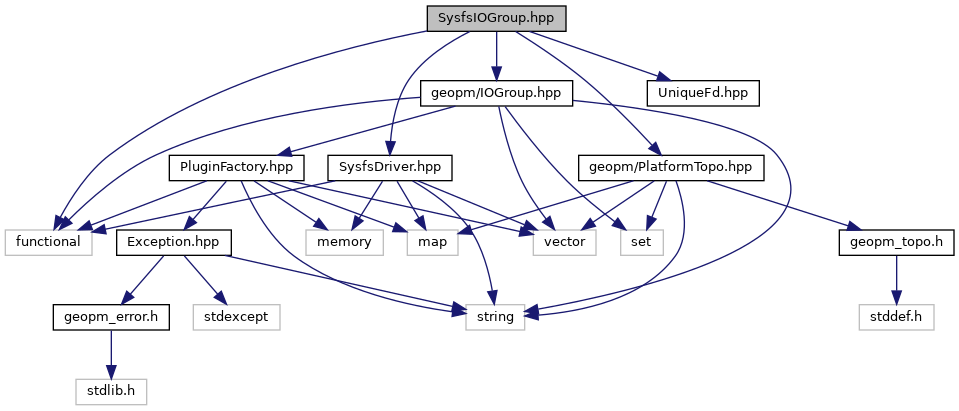 SysfsIOGroup.hpp
geopm/IOGroup.hpp
UniqueFd.hpp
PluginFactory.hpp
SysfsDriver.hpp
geopm/PlatformTopo.hpp
functional
Exception.hpp
memory
map
vector
set
geopm_topo.h
geopm_error.h
stdexcept
string
stddef.h
stdlib.h